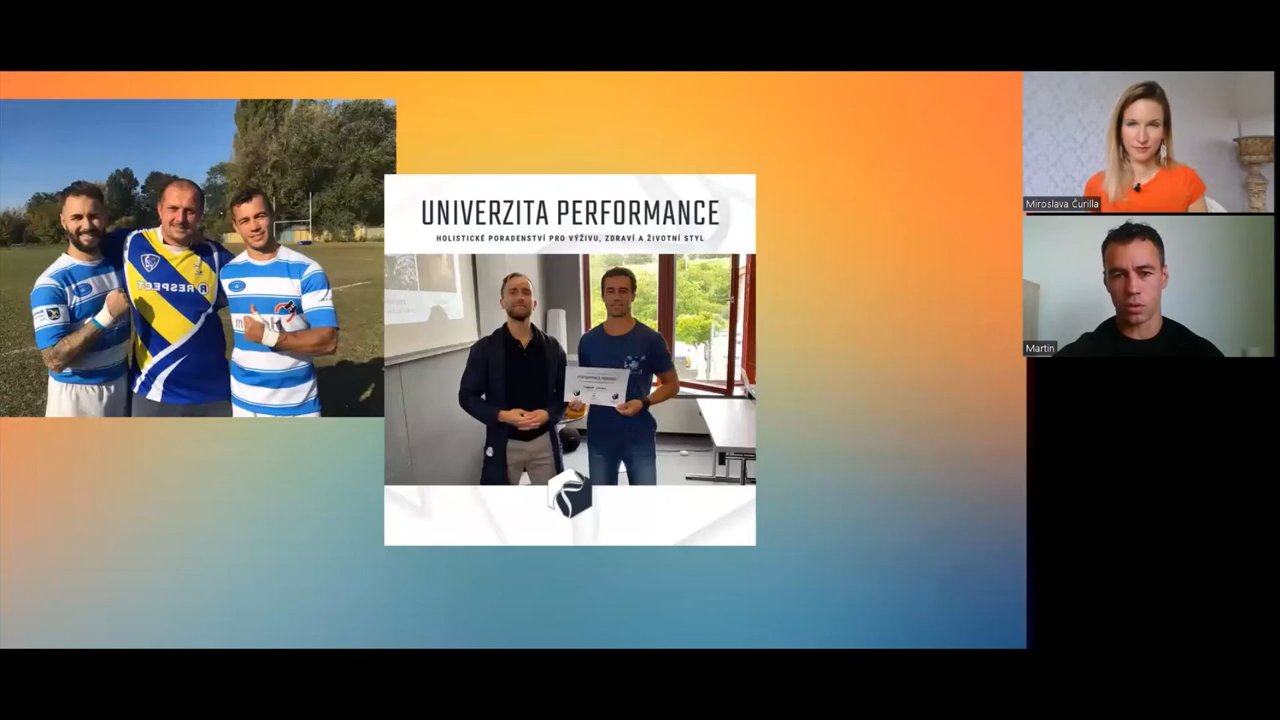 UNIVERZITA PERFORMANCE
HOLISTICKÉ PORADENSTVÍ PRO VÝŽIVU, ZDRAVÍ A ŽIVOTNÍ STYL
RESPECT
Miroslava Čurilla
Martin